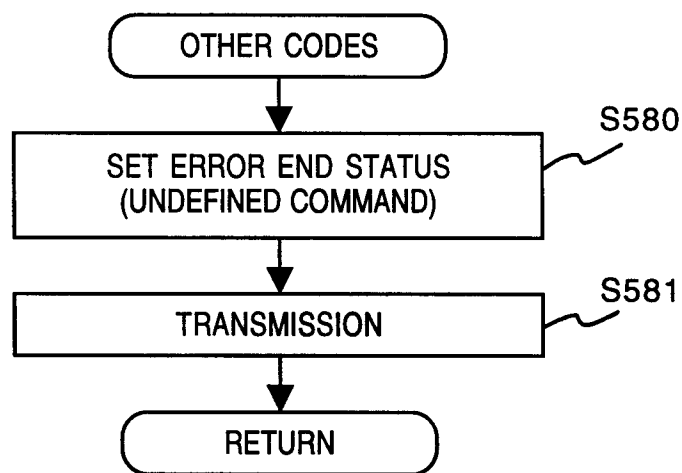 OTHER CODES
S580
SET ERROR END STATUS
(UNDEFINED COMMAND)
S581
TRANSMISSION
RETURN